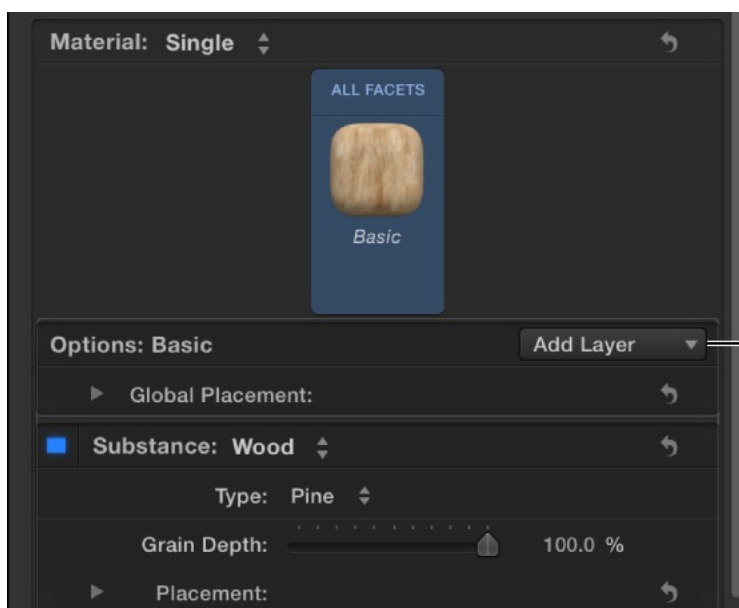 Material: Single
ALL FACETS
Basic
Options: Basic
Add Layer
Global Placement:
Substance: Wood
Type: Pine
Grain Depth: 100.0 %
Placement: